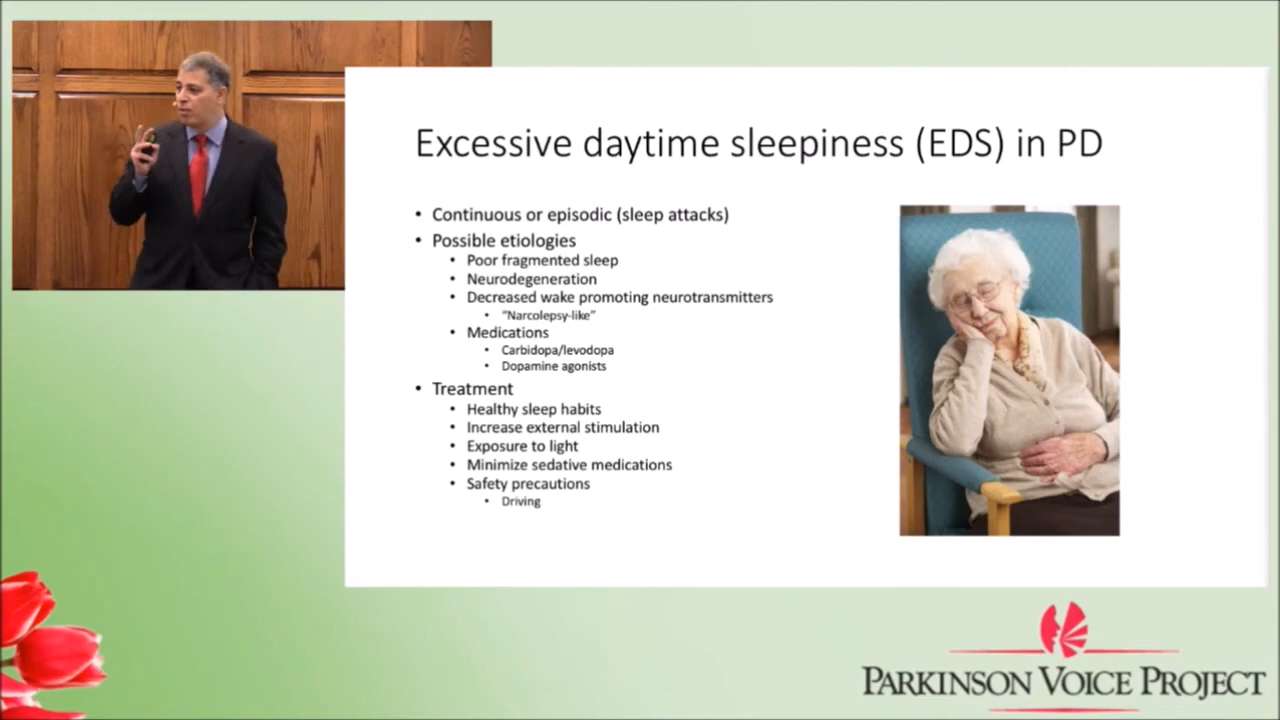 Excessive daytime sleepiness (EDS) in PD
• Continuous or episodic (sleep attacks)
• Possible etiologies
• Poor fragmented sleep
• Neurodegeneration
• Decreased wake promoting neurotransmitters
• "Narcolepsy-like"
• Medications
• Carbidopa/levodopa
• Dopamine agonists
• Treatment
• Healthy sleep habits
• Increase external stimulation
• Exposure to light
• Minimize sedative medications
• Safety precautions
• Driving
PARKINSON VOICE PROJECT